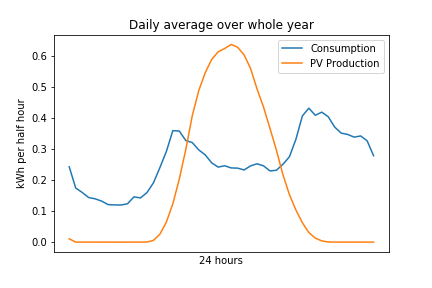 Daily average over whole year
Consumption
PV Production
kWh per half hour
0.6
0.5
0.4
0.3
0.2
0.1
0.0
24 hours